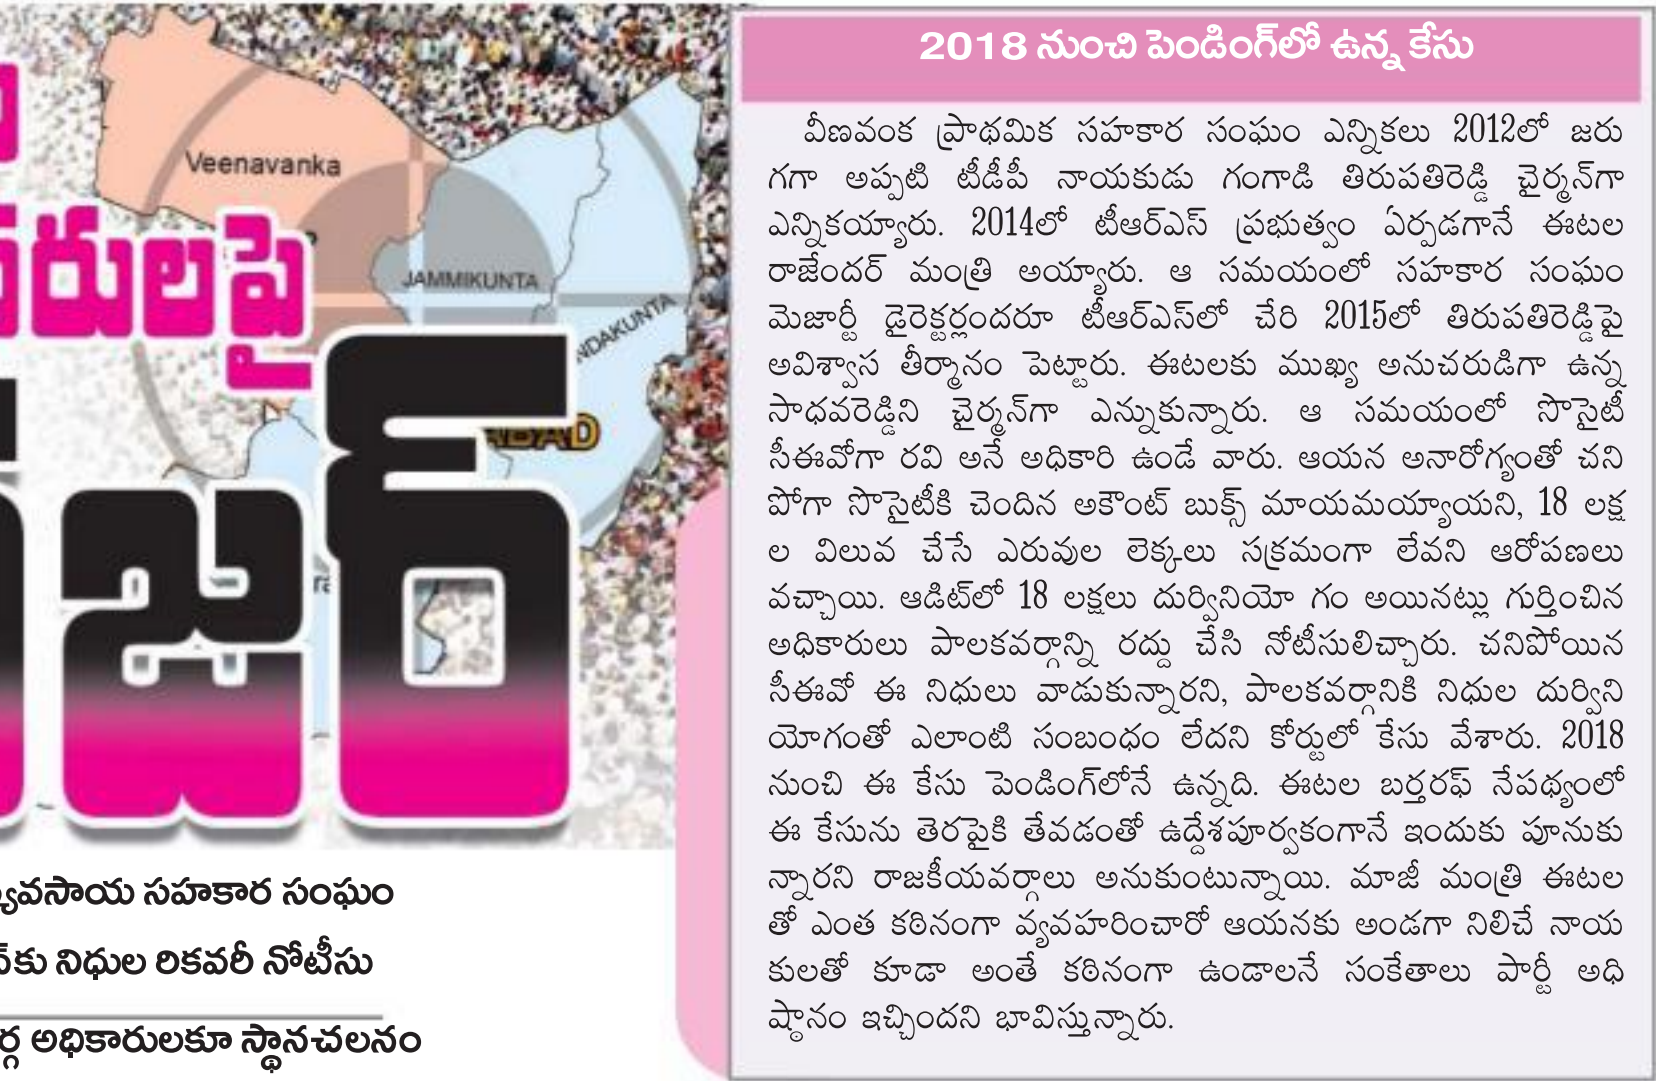 రులపై
జర్
Veenavanka
JAMMIKUNTA
NDAKUNTA
ABAD
వ్యవసాయ సహకార సంఘం
న్‌కు నిధుల రికవరీ నోటీసు
ర్గ అధికారులకూ స్థానచలనం
2018 నుంచి పెండింగ్‌లో ఉన్న కేసు
వీణవంక ప్రాథమిక సహకార సంఘం ఎన్నికలు 2012లో జరు
గగా అప్పటి టీడీపీ నాయకుడు గంగాడి తిరుపతిరెడ్డి చైర్మన్‌గా
ఎన్నికయ్యారు. 2014లో టీఆర్ఎస్ ప్రభుత్వం ఏర్పడగానే ఈటల
రాజేందర్ మంత్రి అయ్యారు. ఆ సమయంలో సహకార సంఘం
మెజార్టీ డైరెక్టర్లందరూ టీఆర్ఎస్‌లో చేరి 2015లో తిరుపతిరెడ్డిపై
అవిశ్వాస తీర్మానం పెట్టారు. ఈటలకు ముఖ్య అనుచరుడిగా ఉన్న
సాధవరెడ్డిని చైర్మన్‌గా ఎన్నుకున్నారు. ఆ సమయంలో సొసైటీ
సీఈవోగా రవి అనే అధికారి ఉండే వారు. ఆయన అనారోగ్యంతో చని
పోగా సొసైటీకి చెందిన అకౌంట్ బుక్స్ మాయమయ్యాయని, 18 లక్ష
ల విలువ చేసే ఎరువుల లెక్కలు సక్రమంగా లేవని ఆరోపణలు
వచ్చాయి. ఆడిట్‌లో 18 లక్షలు దుర్వినియో గం అయినట్లు గుర్తించిన
అధికారులు పాలకవర్గాన్ని రద్దు చేసి నోటీసులిచ్చారు. చనిపోయిన
సీఈవో ఈ నిధులు వాడుకున్నారని, పాలకవర్గానికి నిధుల దుర్విని
యోగంతో ఎలాంటి సంబంధం లేదని కోర్టులో కేసు వేశారు. 2018
నుంచి ఈ కేసు పెండింగ్‌లోనే ఉన్నది. ఈటల బర్తరఫ్ నేపథ్యంలో
ఈ కేసును తెరపైకి తేవడంతో ఉద్దేశపూర్వకంగానే ఇందుకు పూనుకు
న్నారని రాజకీయవర్గాలు అనుకుంటున్నాయి. మాజీ మంత్రి ఈటల
తో ఎంత కఠినంగా వ్యవహరించారో ఆయనకు అండగా నిలిచే నాయ
కులతో కూడా అంతే కఠినంగా ఉండాలనే సంకేతాలు పార్టీ అధి
ష్ఠానం ఇచ్చిందని భావిస్తున్నారు.